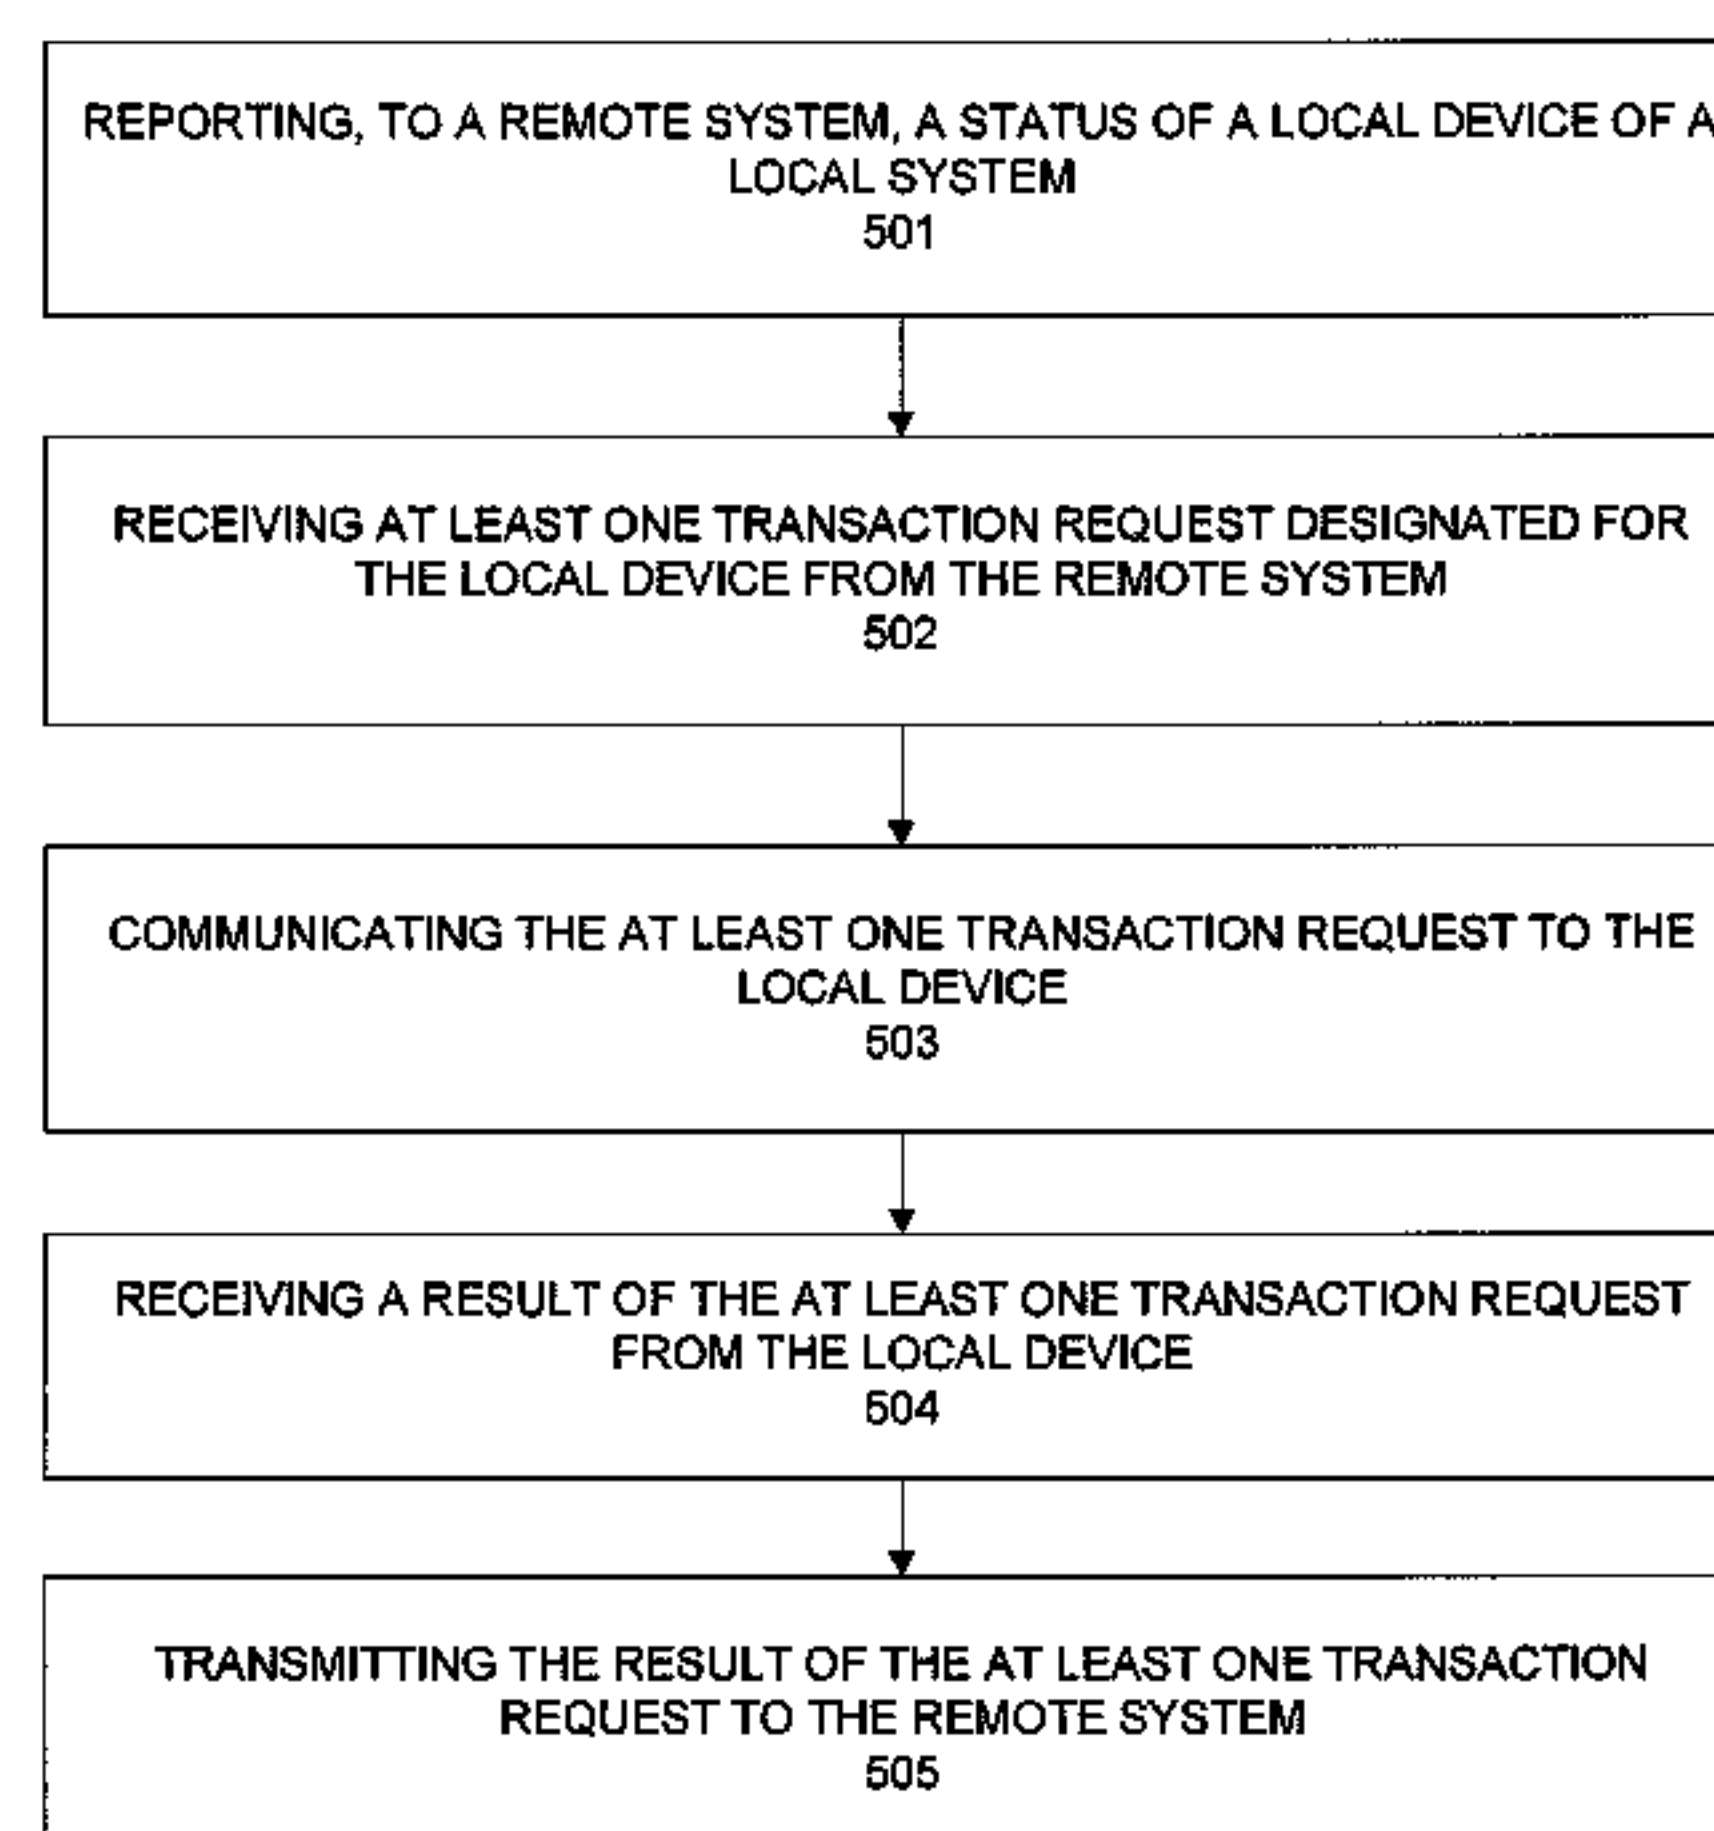 REPORTING, TO A REMOTE SYSTEM, A STATUS OF A LOCAL DEVICE OF A
LOCAL SYSTEM
501
RECEIVING AT LEAST ONE TRANSACTION REQUEST DESIGNATED FOR
THE LOCAL DEVICE FROM THE REMOTE SYSTEM
502
COMMUNICATING THE AT LEAST ONE TRANSACTION REQUEST TO THE
LOCAL DEVICE
503
RECEIVING A RESULT OF THE AT LEAST ONE TRANSACTION REQUEST
FROM THE LOCAL DEVICE
504
TRANSMITTING THE RESULT OF THE AT LEAST ONE TRANSACTION
REQUEST TO THE REMOTE SYSTEM
505